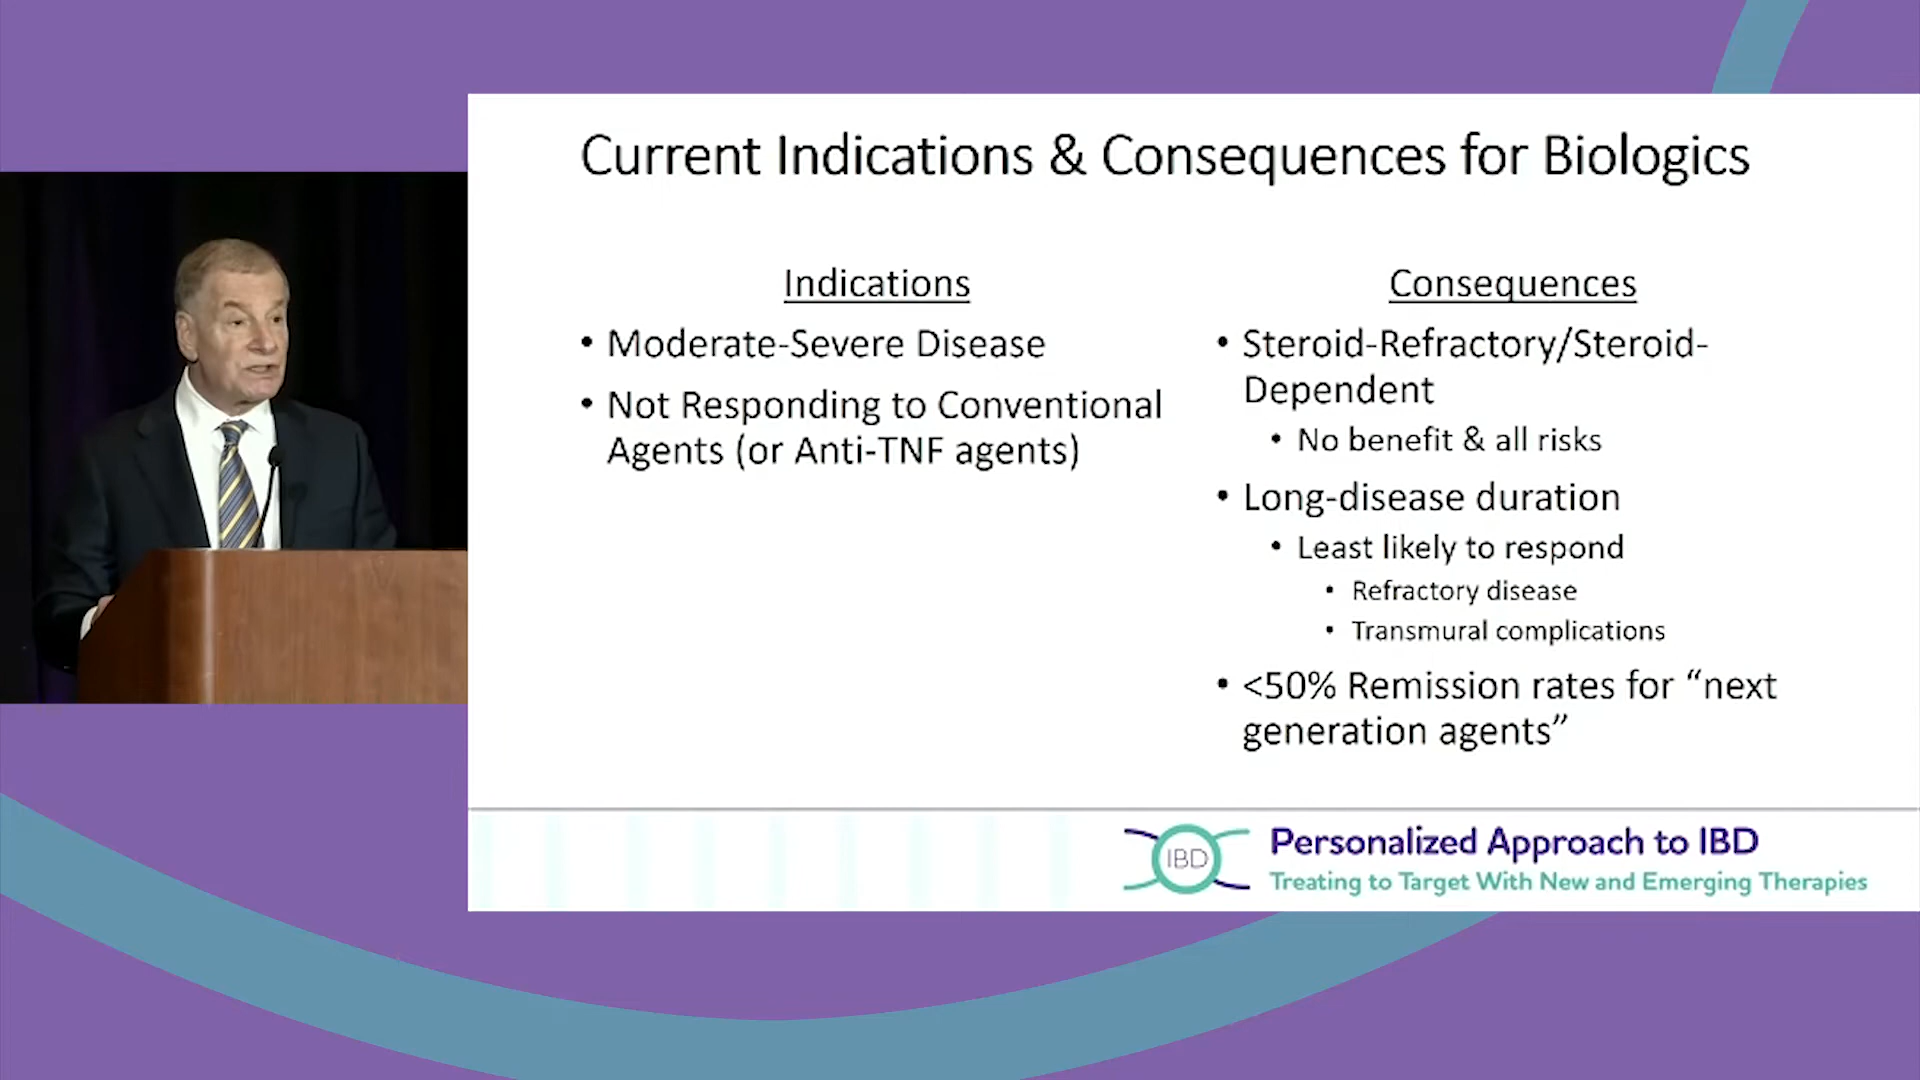 Current Indications & Consequences for Biologics
Indications
• Moderate-Severe Disease
• Not Responding to Conventional
Agents (or Anti-TNF agents)
Consequences
• Steroid-Refractory/Steroid-
Dependent
• No benefit & all risks
• Long-disease duration
• Least likely to respond
• Refractory disease
• Transmural complications
• <50% Remission rates for “next
generation agents”
IBD
Personalized Approach to IBD
Treating to Target With New and Emerging Therapies